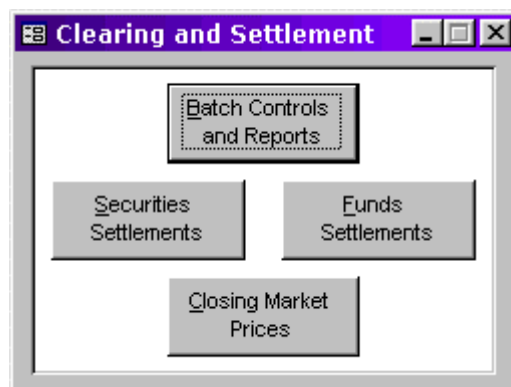 Clearing and Settlement
Batch Controls
and Reports
Securities
Settlements
Funds
Settlements
Closing Market
Prices